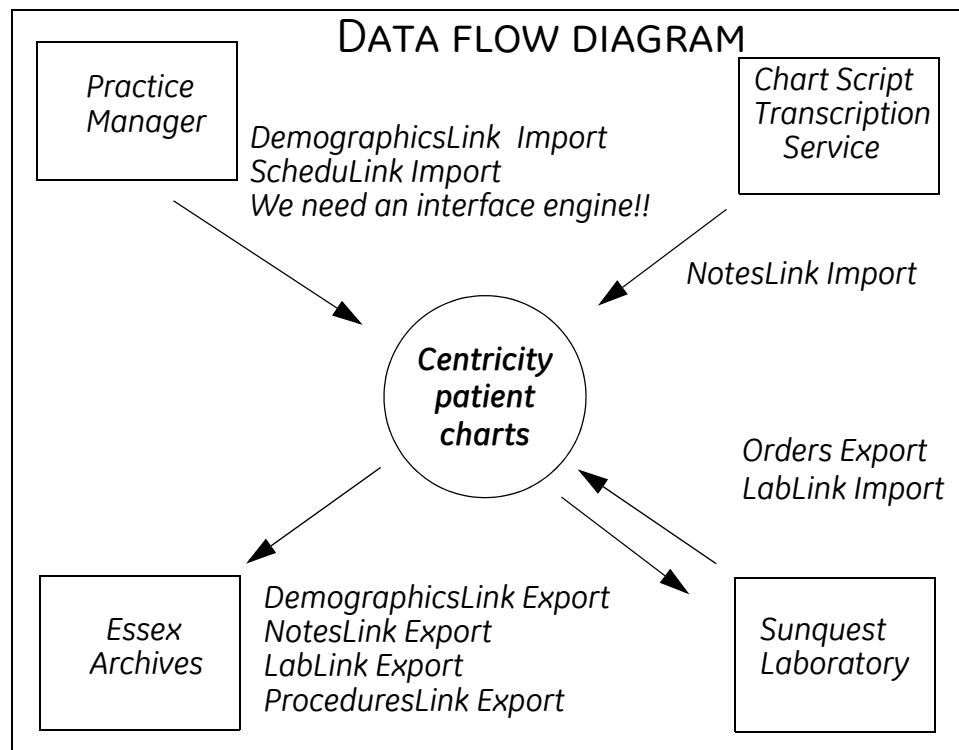 DATA FLOW DIAGRAM
Practice
Manager
Chart Script
Transcription
Service
DemographicsLink Import
ScheduLink Import
We need an interface engine!!
NotesLink Import
Centricity
patient
charts
Orders Export
LabLink Import
Essex
Archives
DemographicsLink Export
NotesLink Export
LabLink Export
ProceduresLink Export
Sunquest
Laboratory